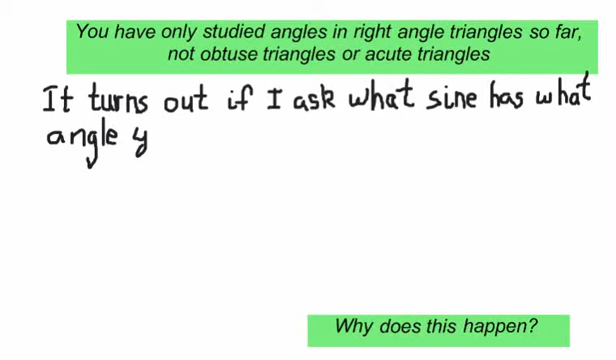 You have only studied angles in right angle triangles so far,
not obtuse triangles or acute triangles
It turns out if I ask what sine has what
angle y
Why does this happen?